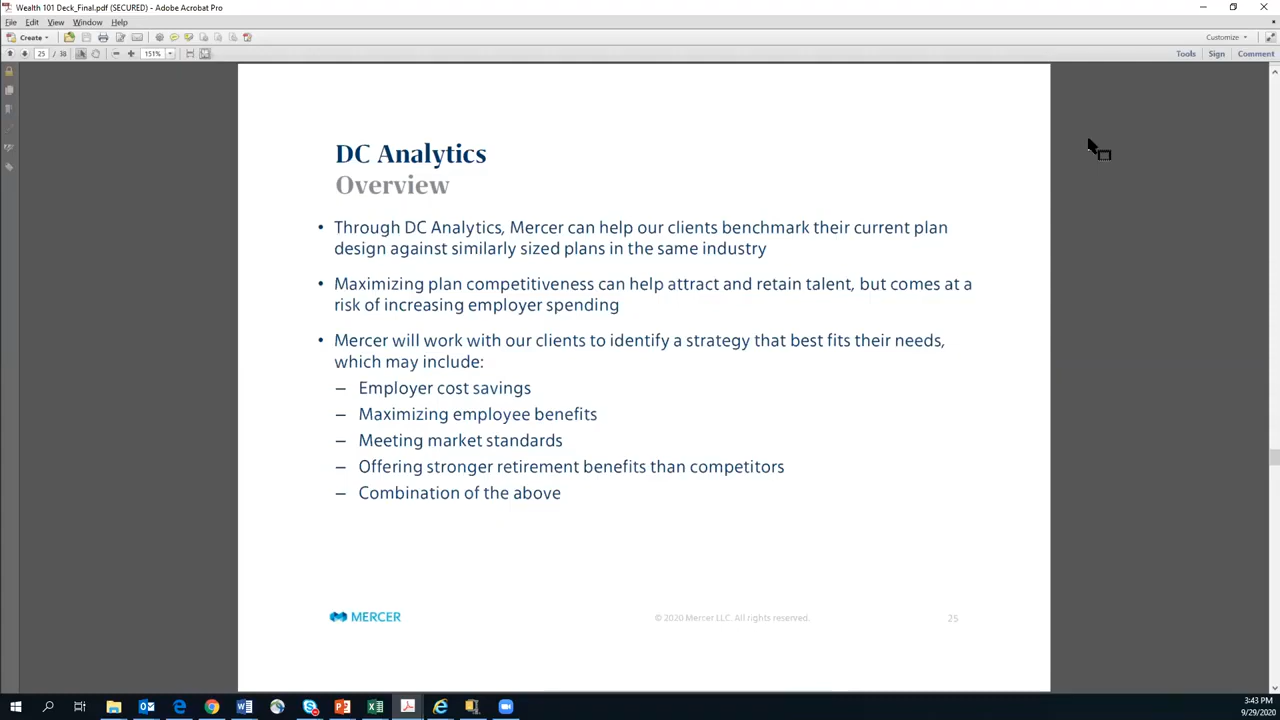 Wealth 101 Deck_Final.pdf (SECURED) - Adobe Acrobat Pro
File Edit View Window Help
Create
Customize
25 / 38
151%
Tools Sign Comment
DC Analytics
Overview
• Through DC Analytics, Mercer can help our clients benchmark their current plan
design against similarly sized plans in the same industry
• Maximizing plan competitiveness can help attract and retain talent, but comes at a
risk of increasing employer spending
• Mercer will work with our clients to identify a strategy that best fits their needs,
which may include:
– Employer cost savings
– Maximizing employee benefits
– Meeting market standards
– Offering stronger retirement benefits than competitors
– Combination of the above
MERCER
© 2020 Mercer LLC. All rights reserved.
25
3:43 PM
9/29/2020